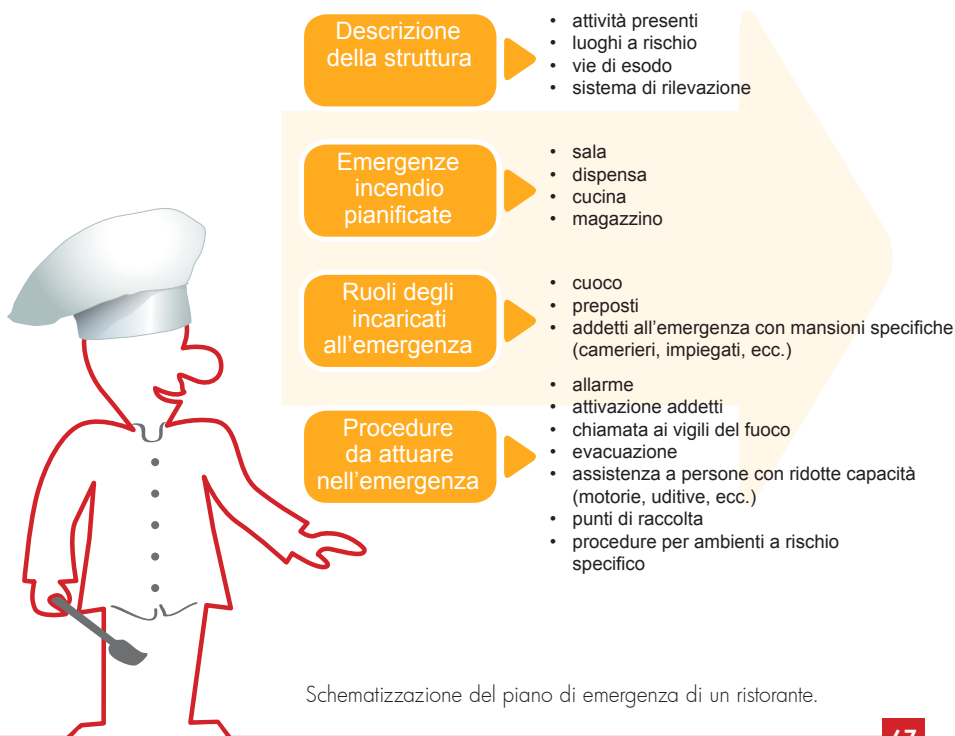 Descrizione
della struttura
• attività presenti
• luoghi a rischio
• vie di esodo
• sistema di rilevazione
Emergenze
incendio
pianificate
• sala
• dispensa
• cucina
• magazzino
Ruoli degli
incaricati
all'emergenza
• cuoco
• preposti
• addetti all'emergenza con mansioni specifiche
(camerieri, impiegati, ecc.)
Procedure
da attuare
nell'emergenza
• allarme
• attivazione addetti
• chiamata ai vigili del fuoco
• evacuazione
• assistenza a persone con ridotte capacità
(motorie, uditive, ecc.)
• punti di raccolta
• procedure per ambienti a rischio
specifico
Schematizzazione del piano di emergenza di un ristorante.